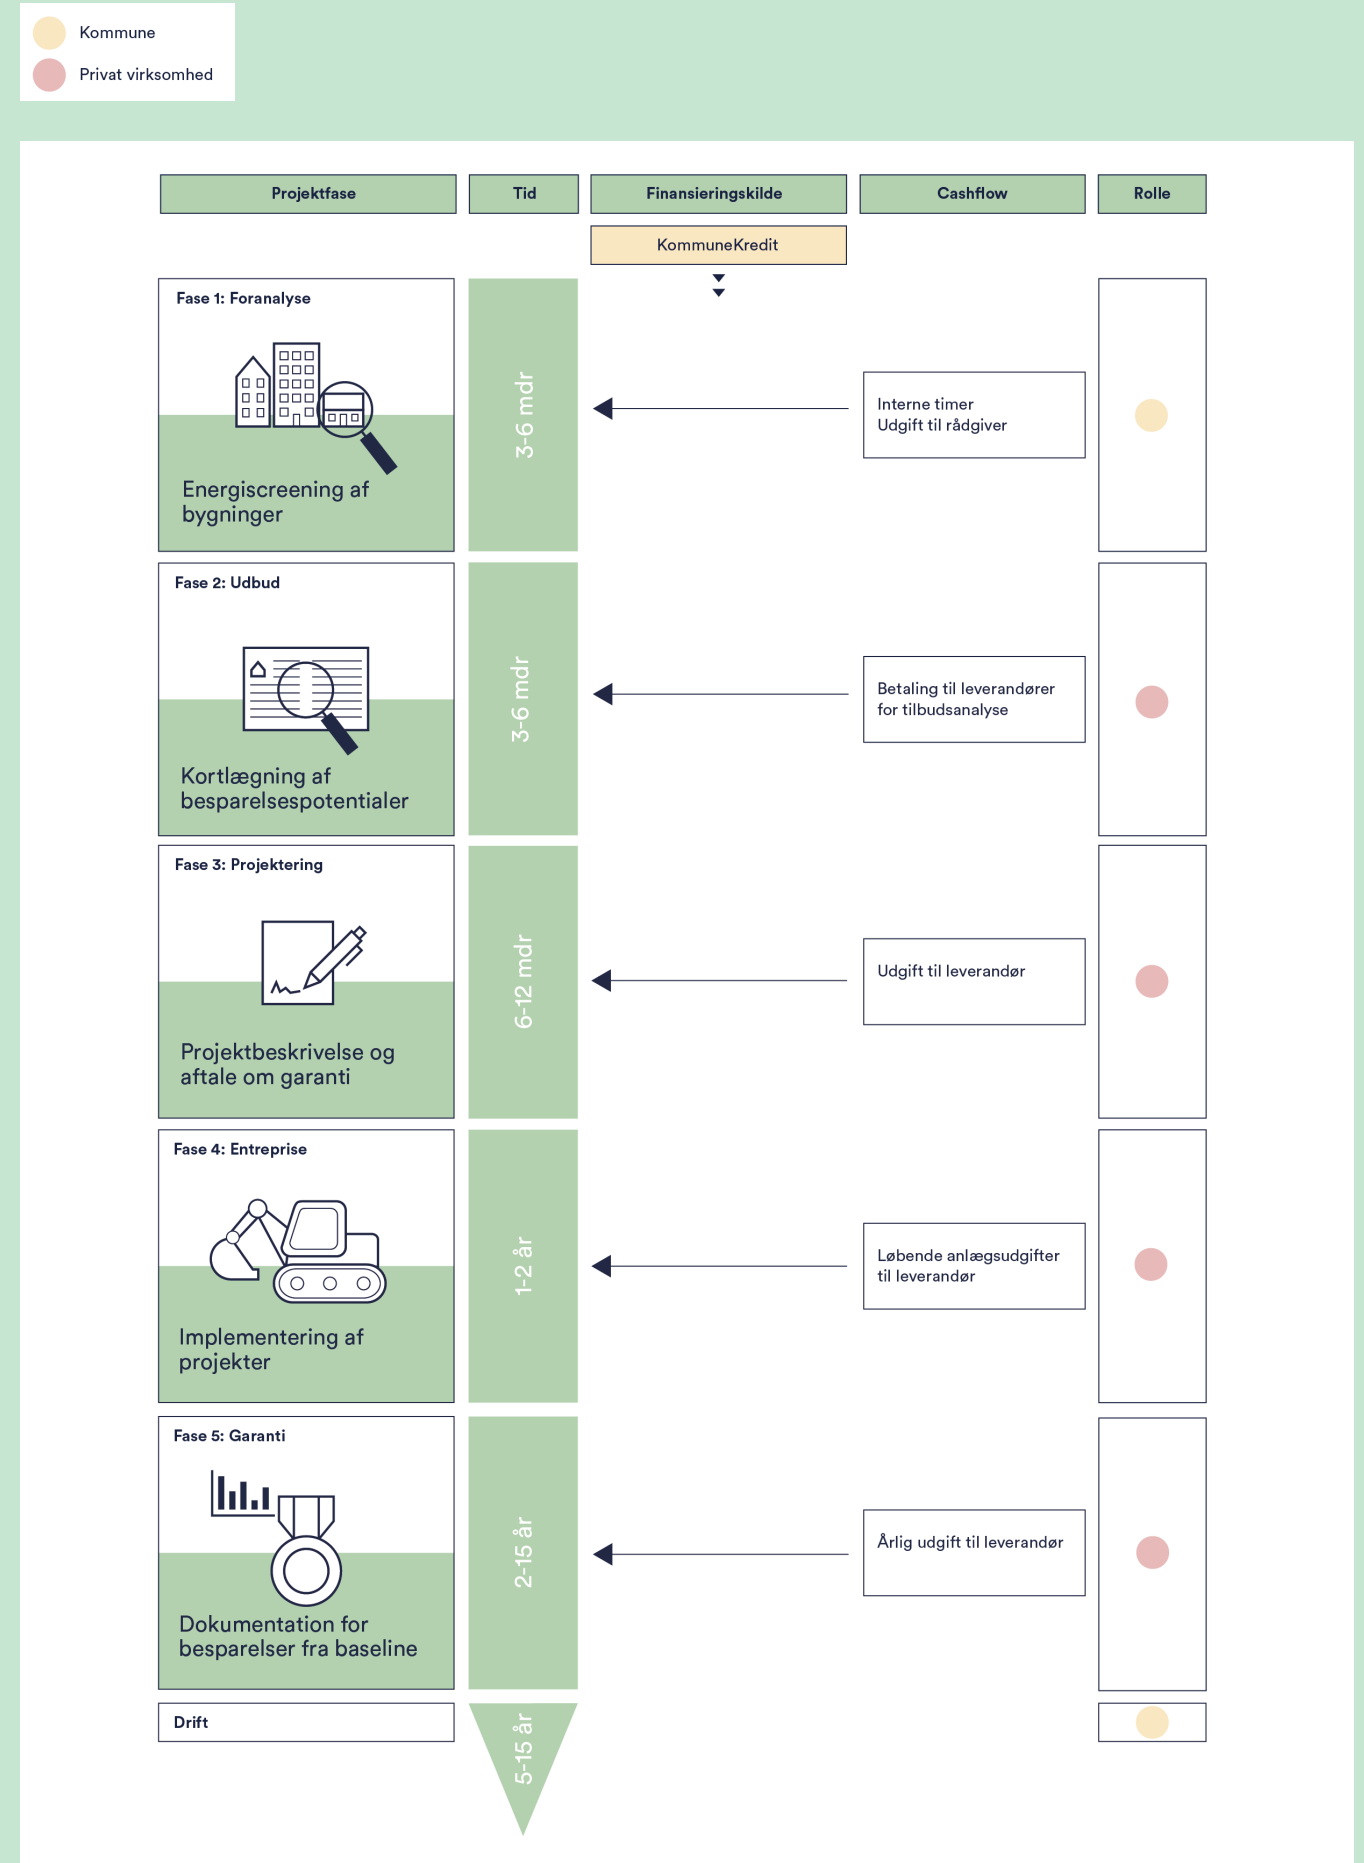 Kommune
Privat virksomhed
Projektfase
Tid
Finansieringskilde
Cashflow
Rolle
KommuneKredit
Fase 1: Foranalyse
Energiscreening af
bygninger
3-6 mdr
Interne timer
Udgift til rådgiver
Fase 2: Udbud
Kortlægning af
besparelsespotentialer
3-6 mdr
Betaling til leverandører
for tilbudsanalyse
Fase 3: Projektering
Projektbeskrivelse og
aftale om garanti
6-12 mdr
Udgift til leverandør
Fase 4: Entreprise
Implementering af
projekter
1-2 år
Løbende anlægsudgifter
til leverandør
Fase 5: Garanti
Dokumentation for
besparelser fra baseline
2-15 år
Årlig udgift til leverandør
Drift
5-15 år